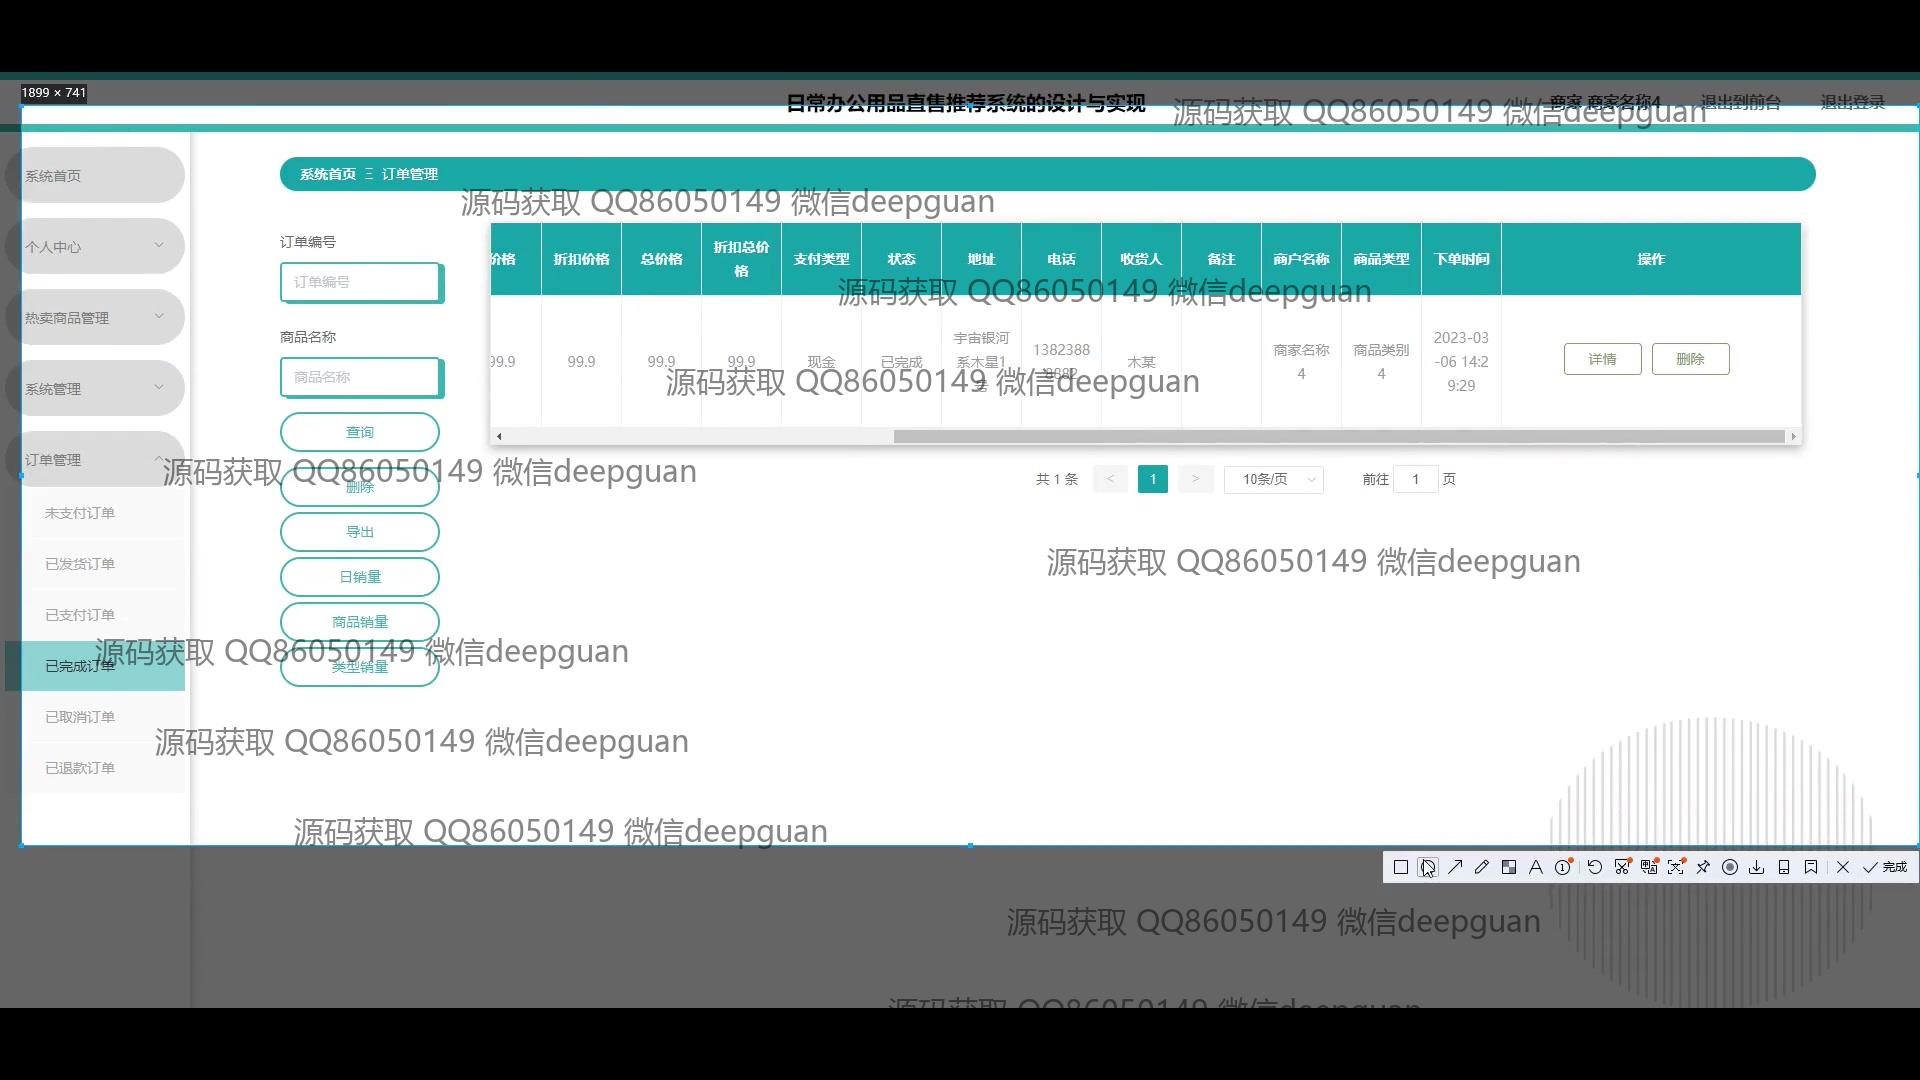 1899 × 741
日常办公用品直售推荐系统的设计与实现
商家 商家名称4
退出到前台
退出登录
源码获取 QQ86050149 微信deepguan
系统首页
个人中心
热卖商品管理
系统管理
订单管理
未支付订单
已发货订单
已支付订单
已完成订单
已取消订单
已退款订单
系统首页 Ξ 订单管理
源码获取 QQ86050149 微信deepguan
订单编号
订单编号
商品名称
商品名称
查询
删除
导出
日销量
商品销量
类型销量
价格 折扣价格 总价格 折扣总价格 支付类型 状态 地址 电话 收货人 备注 商户名称 商品类型 下单时间 操作
源码获取 QQ86050149 微信deepguan
99.9 99.9 99.9 99.9 现金 已完成 宇宙银河系木星1号 13823888882 木某 商家名称4 商品类别4 2023-03-06 14:29:29 详情 删除
源码获取 QQ86050149 微信deepguan
源码获取 QQ86050149 微信deepguan
共 1 条 < 1 > 10条/页 前往 1 页
源码获取 QQ86050149 微信deepguan
源码获取 QQ86050149 微信deepguan
源码获取 QQ86050149 微信deepguan
源码获取 QQ86050149 微信deepguan
完成
源码获取 QQ86050149 微信deepguan
源码获取 QQ86050149 微信deepguan